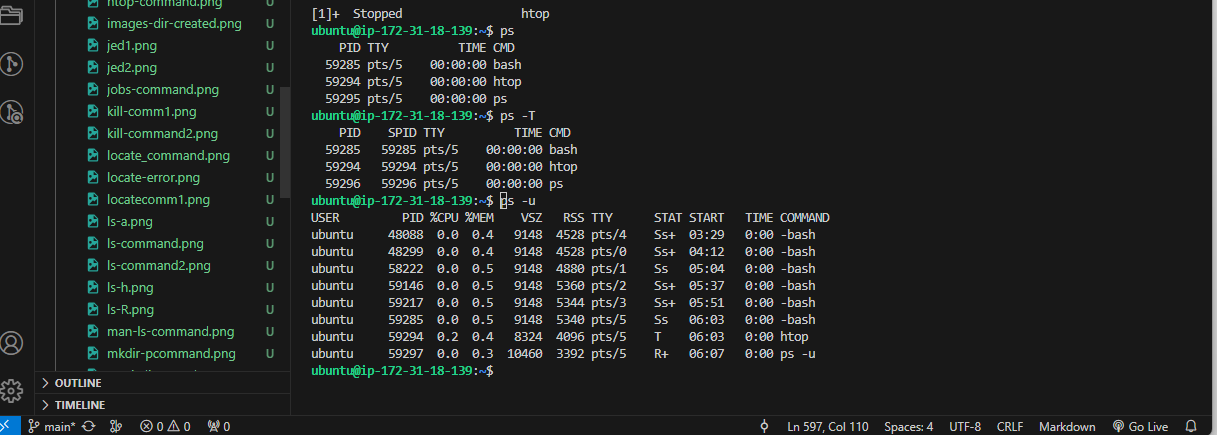 htop-command.png
images-dir-created.png U
jed1.png U
jed2.png U
jobs-command.png U
kill-comm1.png U
kill-command2.png U
locate_command.png U
locate-error.png U
locatecomm1.png U
ls-a.png U
ls-command.png U
ls-command2.png U
ls-h.png U
ls-R.png U
man-ls-command.png U
mkdir-pcommand.png U
OUTLINE
TIMELINE
[1]+  Stopped                 htop
ubuntu@ip-172-31-18-139:~$ ps
    PID TTY          TIME CMD
  59285 pts/5    00:00:00 bash
  59294 pts/5    00:00:00 htop
  59295 pts/5    00:00:00 ps
ubuntu@ip-172-31-18-139:~$ ps -T
    PID    SPID TTY          TIME CMD
  59285   59285 pts/5    00:00:00 bash
  59294   59294 pts/5    00:00:00 htop
  59296   59296 pts/5    00:00:00 ps
ubuntu@ip-172-31-18-139:~$ ps -u
USER         PID %CPU %MEM    VSZ   RSS TTY      STAT START   TIME COMMAND
ubuntu     48088  0.0  0.4   9148  4528 pts/4    Ss+  03:29   0:00 -bash
ubuntu     48299  0.0  0.4   9148  4528 pts/0    Ss+  04:12   0:00 -bash
ubuntu     58222  0.0  0.5   9148  4880 pts/1    Ss   05:04   0:00 -bash
ubuntu     59146  0.0  0.5   9148  5360 pts/2    Ss+  05:37   0:00 -bash
ubuntu     59217  0.0  0.5   9148  5344 pts/3    Ss+  05:51   0:00 -bash
ubuntu     59285  0.0  0.5   9148  5340 pts/5    Ss   06:03   0:00 -bash
ubuntu     59294  0.2  0.4   8324  4096 pts/5    T    06:03   0:00 htop
ubuntu     59297  0.0  0.3  10460  3392 pts/5    R+   06:07   0:00 ps -u
ubuntu@ip-172-31-18-139:~$
main* 0 0 0 Ln 597, Col 110 Spaces: 4 UTF-8 CRLF Markdown Go Live